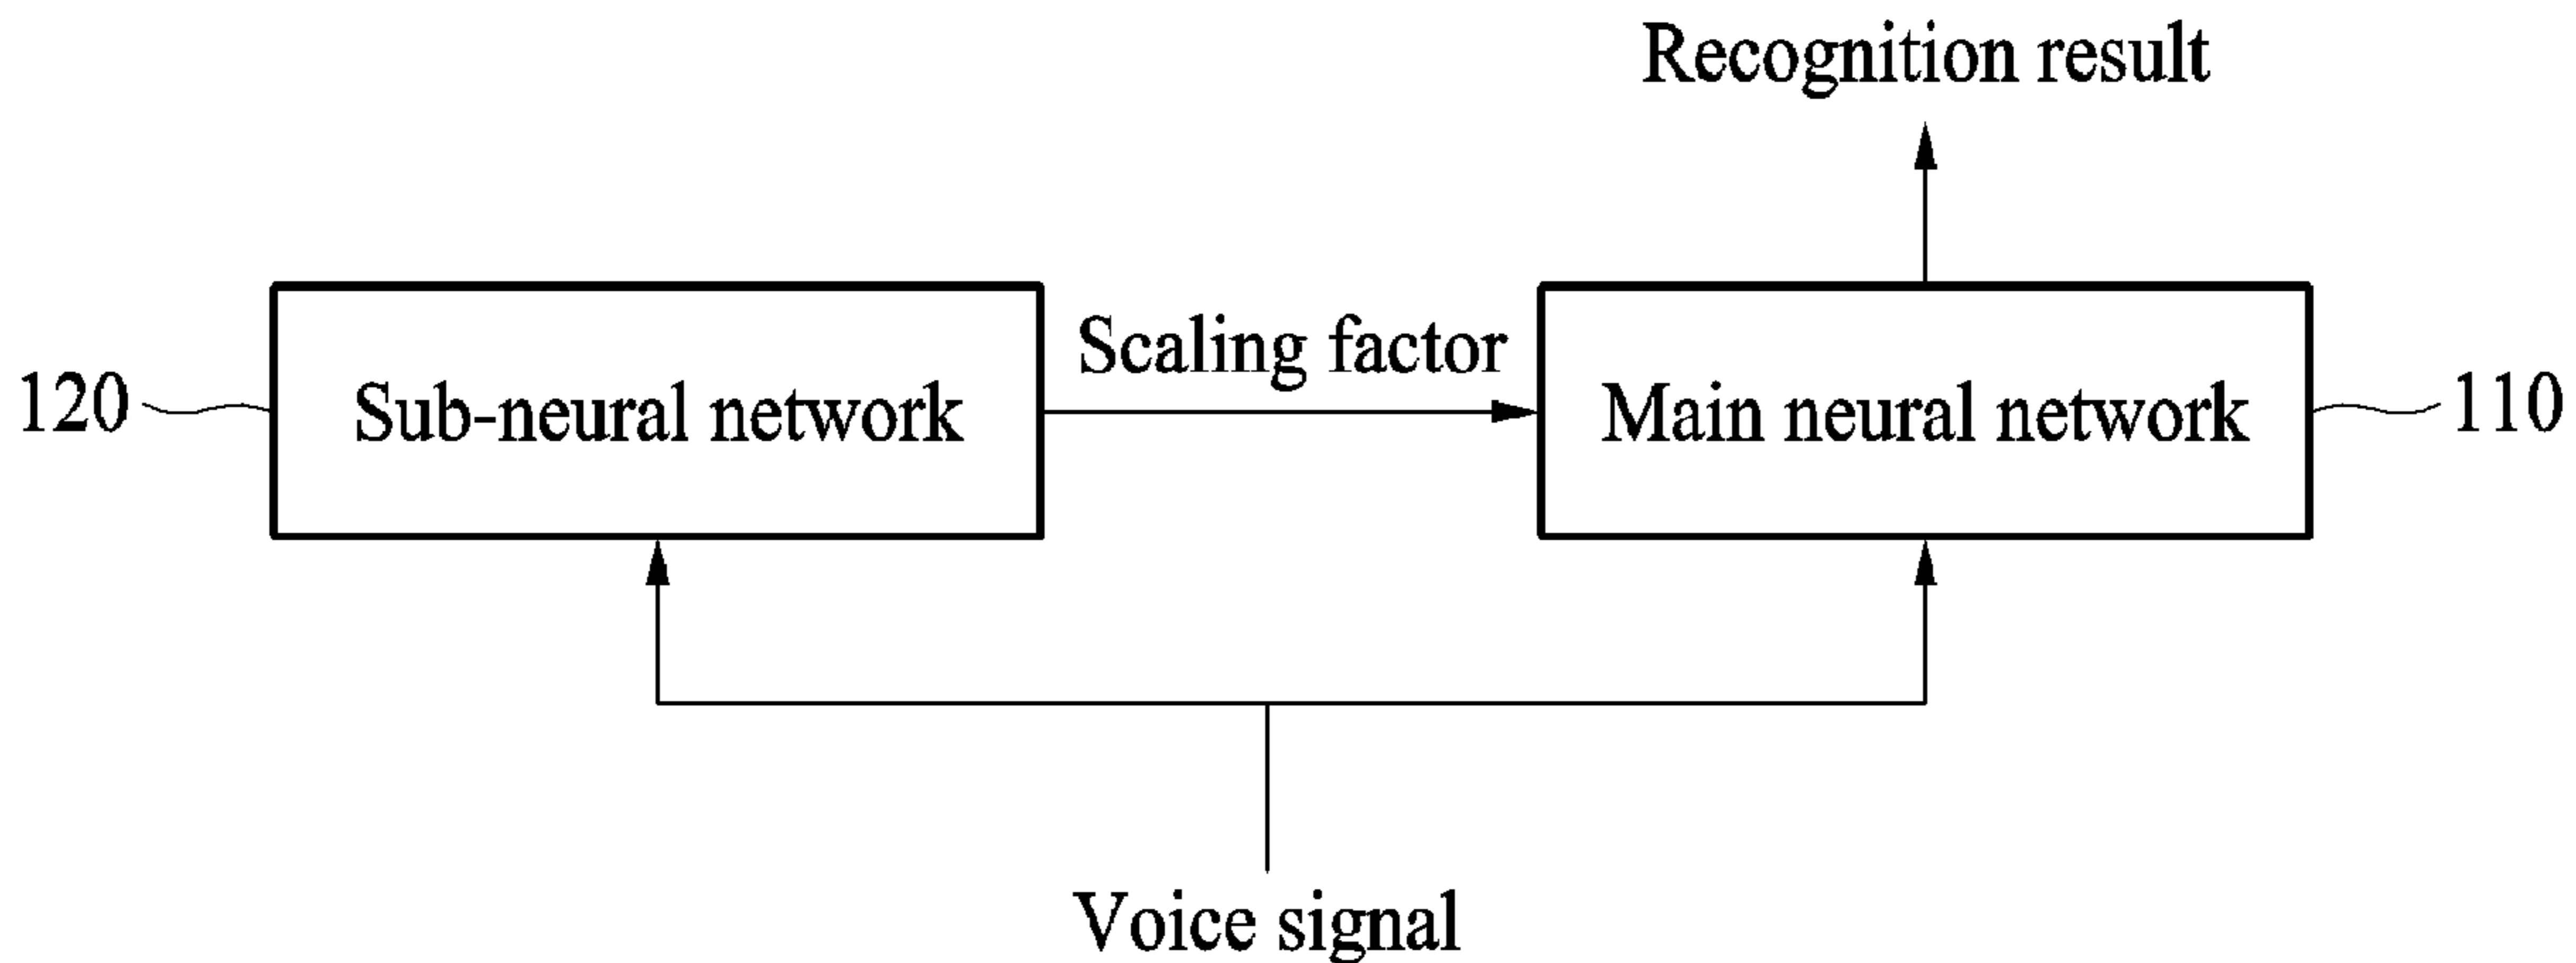 Recognition result
Scaling factor
120
Sub-neural network
Main neural network
110
Voice signal